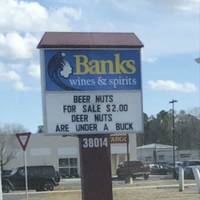 Banks
wines & spirits
BEER NUTS
FOR SALE $2.00
DEER NUTS
ARE UNDER A BUCK
38014